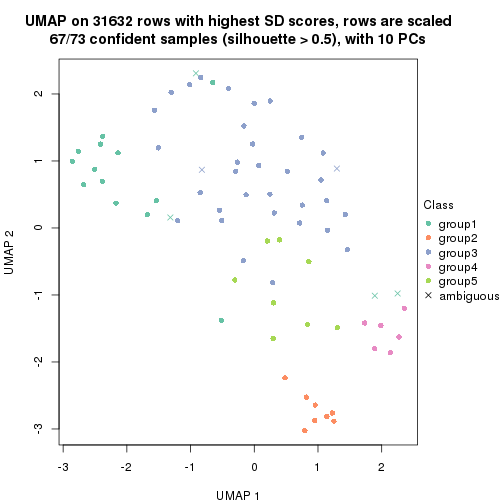 UMAP on 31632 rows with highest SD scores, rows are scaled
67/73 confident samples (silhouette > 0.5), with 10 PCs
2
1
0
-1
-2
-3
UMAP 2
-3 -2 -1 0 1 2
UMAP 1
Class
group1
group2
group3
group4
group5
ambiguous